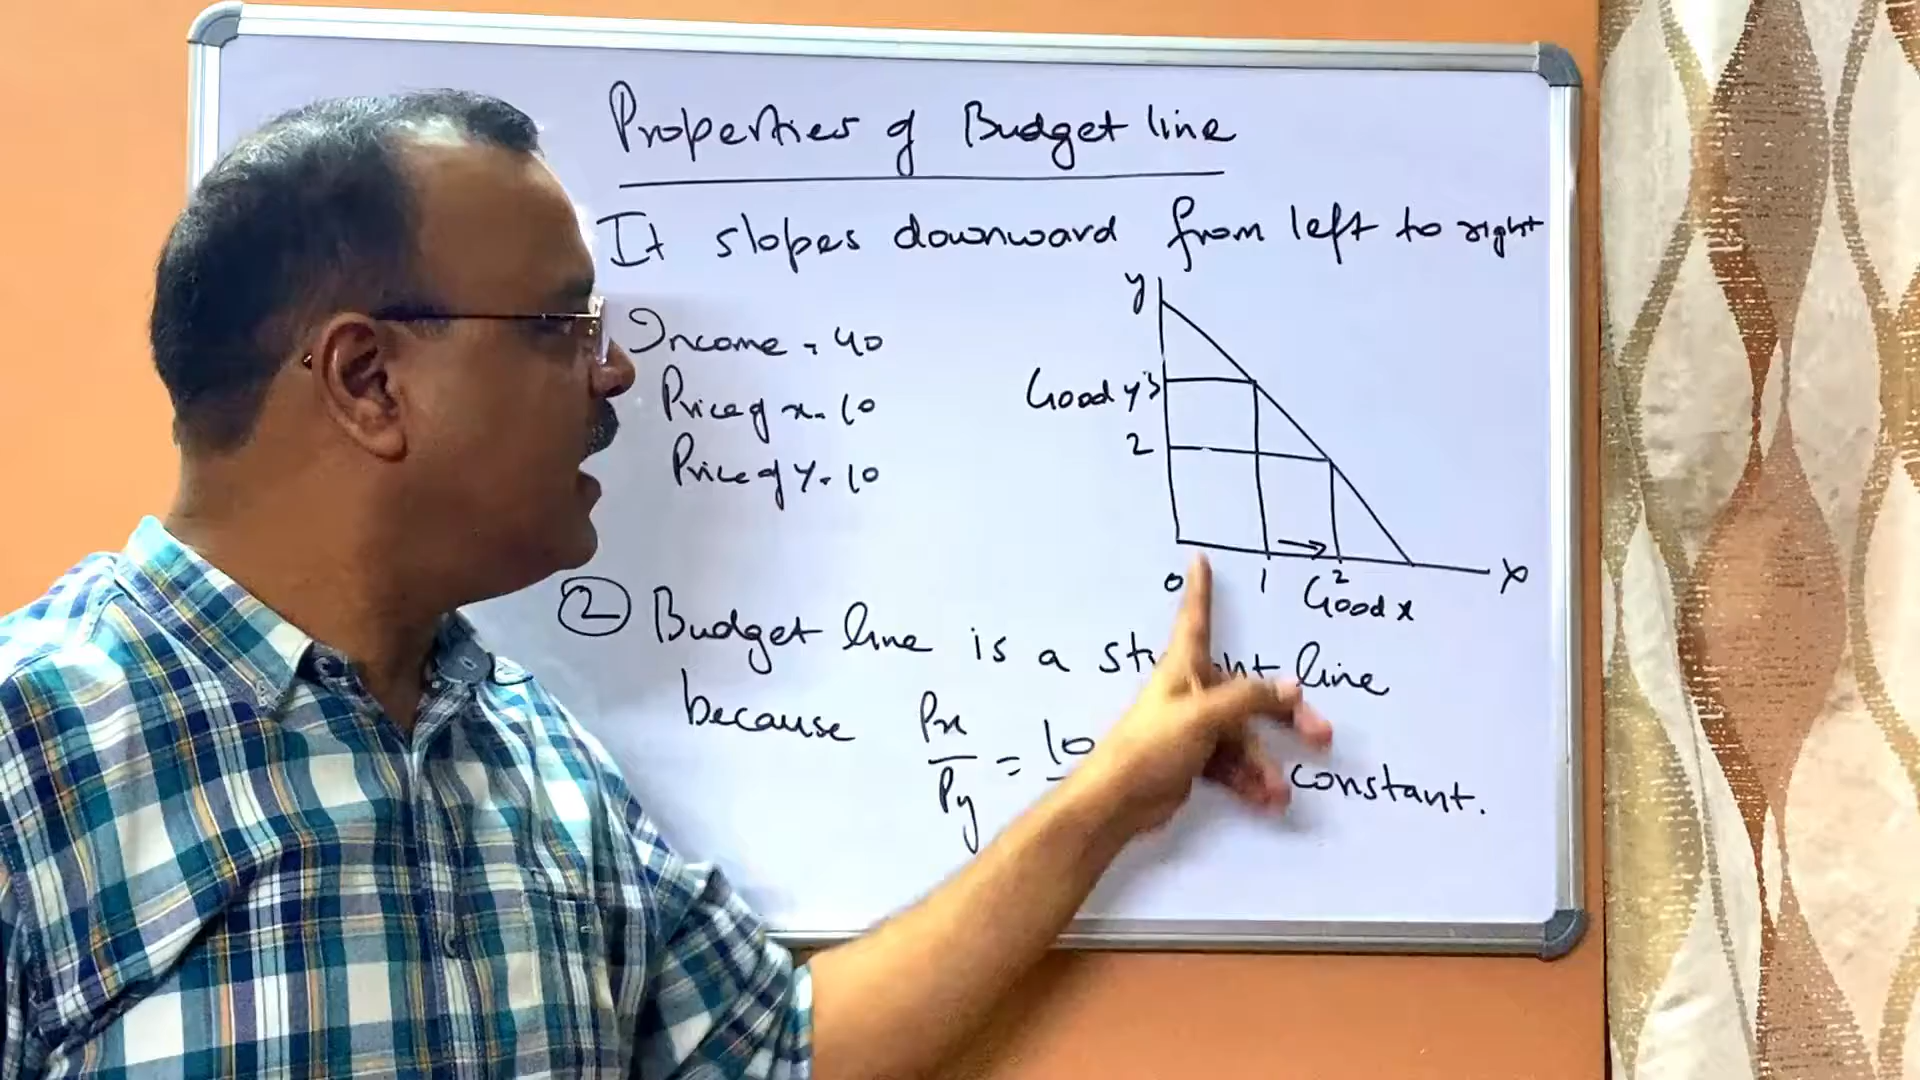 Properties of Budget line
It slopes downward from left to right
Income = 40
Price of x = 10
Price of y = 10
y
Good y 3
2
0 1 2 x
Good x
② Budget line is a line
because Px/Py = 10 constant.